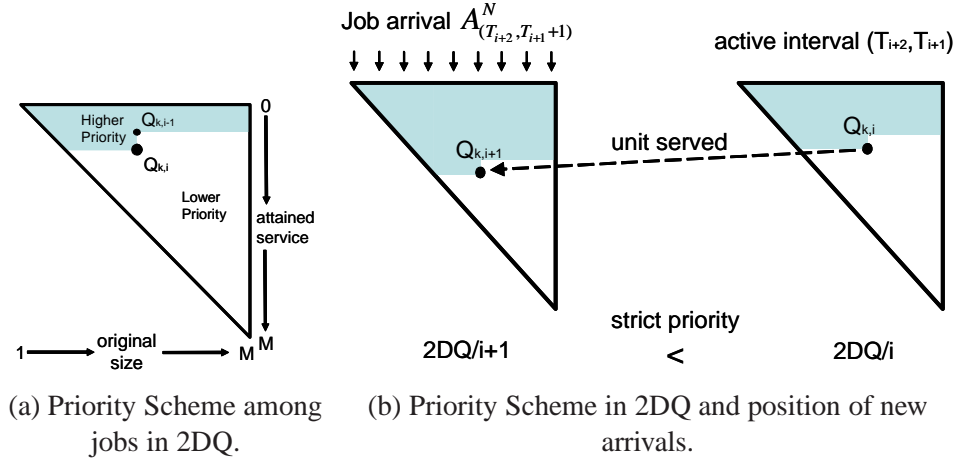 Higher
Priority
Q_{k,i-1}
Q_{k,i}
Lower
Priority
0
attained
service
M
1
original
size
M
(a) Priority Scheme among
jobs in 2DQ.
Job arrival A^N_{(T_{i+2},T_{i+1}+1)}
active interval (T_{i+2},T_{i+1})
Q_{k,i+1}
unit served
Q_{k,i}
strict priority
2DQ/i+1
<
2DQ/i
(b) Priority Scheme in 2DQ and position of new
arrivals.